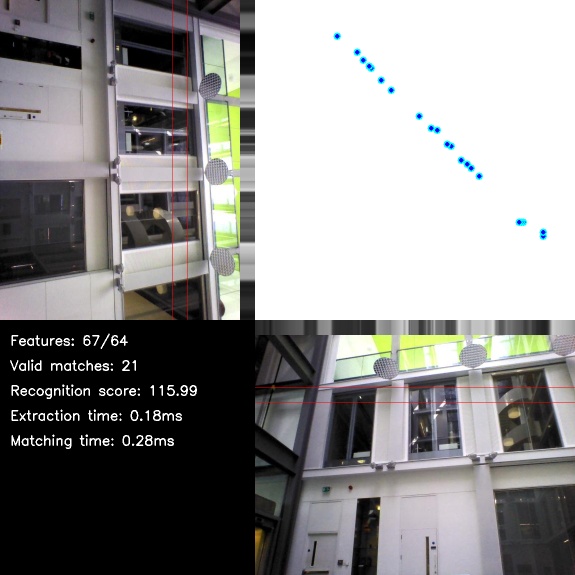 Features: 67/64
Valid matches: 21
Recognition score: 115.99
Extraction time: 0.18ms
Matching time: 0.28ms